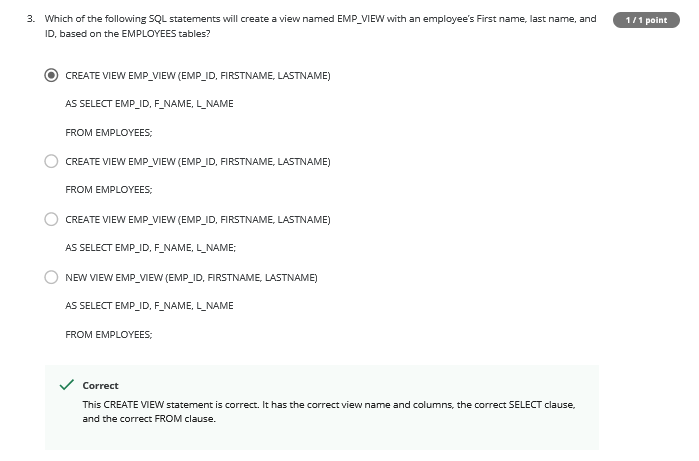 3. Which of the following SQL statements will create a view named EMP_VIEW with an employee's First name, last name, and
1 / 1 point
ID, based on the EMPLOYEES tables?
CREATE VIEW EMP_VIEW (EMP_ID, FIRSTNAME, LASTNAME)
AS SELECT EMP_ID, F_NAME, L_NAME
FROM EMPLOYEES;
CREATE VIEW EMP_VIEW (EMP_ID, FIRSTNAME, LASTNAME)
FROM EMPLOYEES;
CREATE VIEW EMP_VIEW (EMP_ID, FIRSTNAME, LASTNAME)
AS SELECT EMP_ID, F_NAME, L_NAME;
NEW VIEW EMP_VIEW (EMP_ID, FIRSTNAME, LASTNAME)
AS SELECT EMP_ID, F_NAME, L_NAME
FROM EMPLOYEES;
Correct
This CREATE VIEW statement is correct. It has the correct view name and columns, the correct SELECT clause,
and the correct FROM clause.